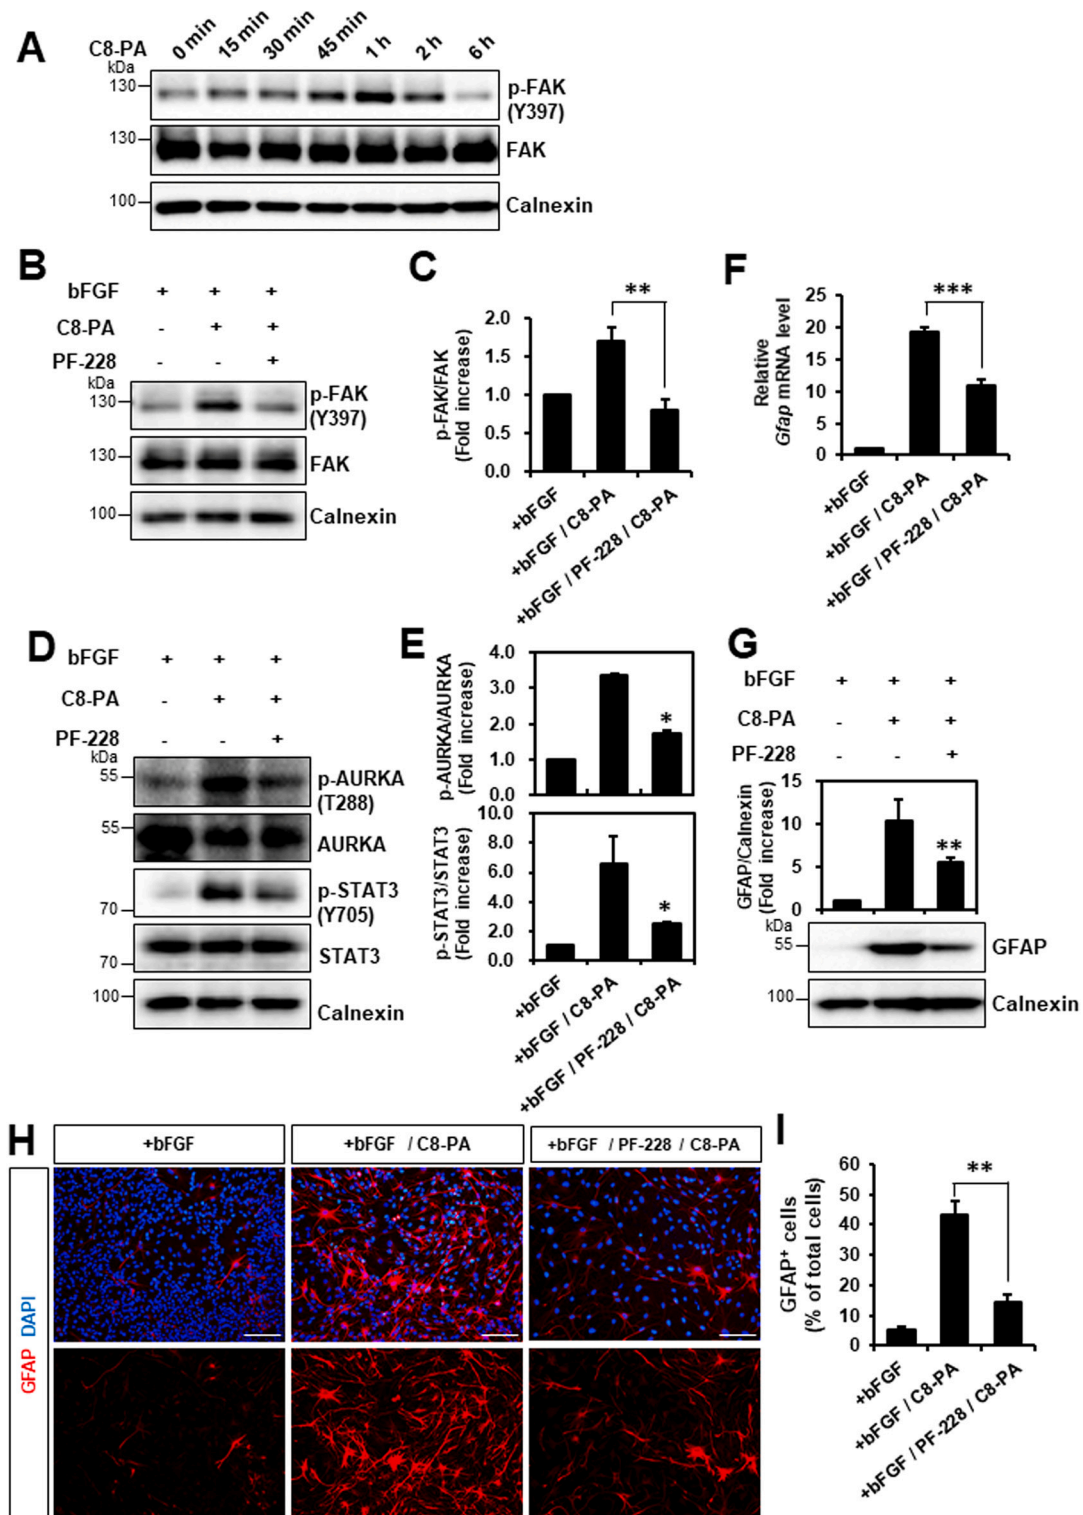 A
C8-PA 0 min 15 min 30 min 45 min 1 h 2 h 6 h
kDa
130
p-FAK
(Y397)
130
FAK
100
Calnexin
B
bFGF + + +
C8-PA - + +
PF-228 - - +
kDa
130
p-FAK
(Y397)
130
FAK
100
Calnexin
C
**
p-FAK/FAK
(Fold increase)
2.0
1.5
1.0
0.5
0.0
+bFGF
+bFGF / C8-PA
+bFGF / PF-228 / C8-PA
F
***
Relative
Gfap mRNA level
25
20
15
10
5
0
+bFGF
+bFGF / C8-PA
+bFGF / PF-228 / C8-PA
D
bFGF + + +
C8-PA - + +
PF-228 - - +
kDa
55
p-AURKA
(T288)
55
AURKA
p-STAT3
(Y705)
70
STAT3
70
100
Calnexin
E
p-AURKA/AURKA
(Fold increase)
4.0
3.0
2.0
1.0
0.0
*
p-STAT3/STAT3
(Fold increase)
10.0
8.0
6.0
4.0
2.0
0.0
*
+bFGF
+bFGF / C8-PA
+bFGF / PF-228 / C8-PA
G
bFGF + + +
C8-PA - + +
PF-228 - - +
GFAP/Calnexin
(Fold increase)
15
10
5
0
**
kDa
55
GFAP
100
Calnexin
H
+bFGF
+bFGF / C8-PA
+bFGF / PF-228 / C8-PA
GFAP DAPI
I
**
GFAP+ cells
(% of total cells)
60
50
40
30
20
10
0
+bFGF
+bFGF / C8-PA
+bFGF / PF-228 / C8-PA